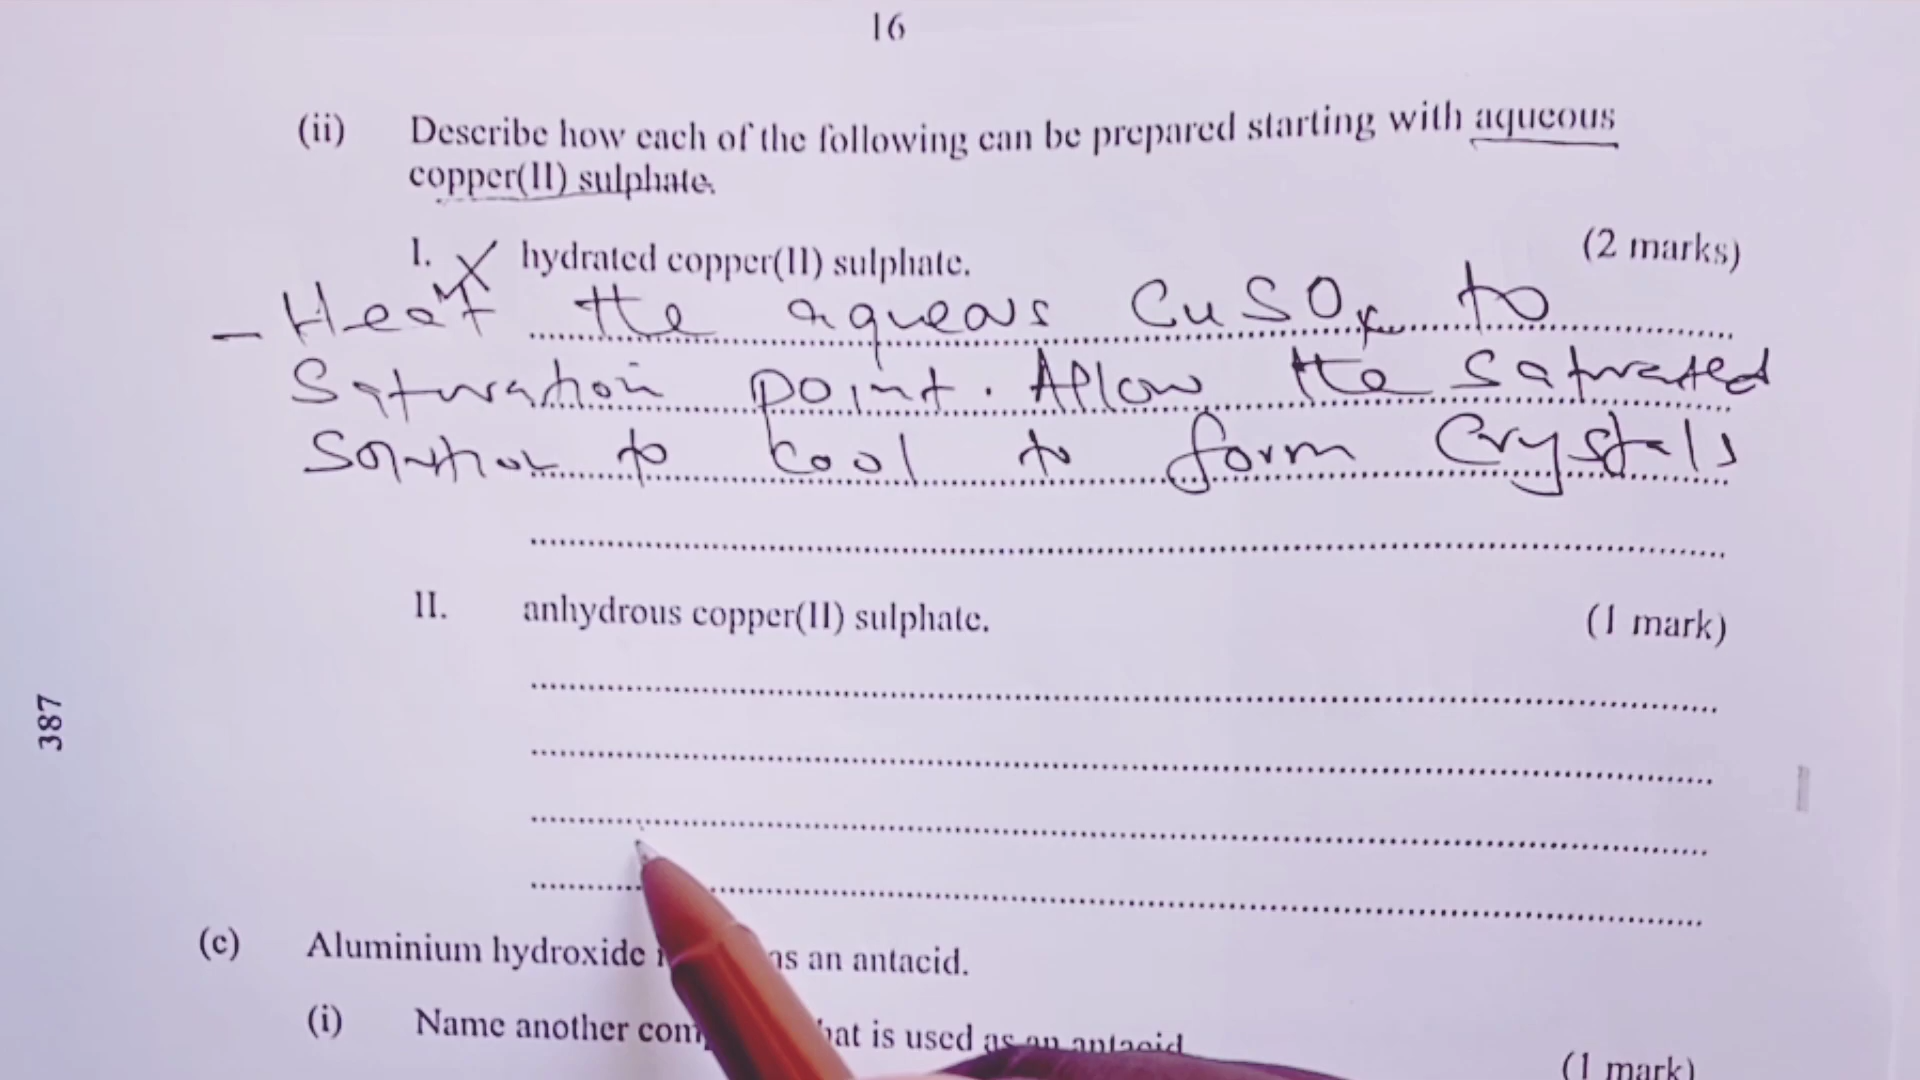 16
(ii) Describe how each of the following can be prepared starting with aqueous
copper(II) sulphate.
I. hydrated copper(II) sulphate. (2 marks)
- Heat the aqueous CuSO4 to
Saturation point. Allow the saturated
Solution to Cool to form Crystals
II. anhydrous copper(II) sulphate. (1 mark)
387
(c) Aluminium hydroxide as an antacid.
(i) Name another is used as an antacid
(1 mark)